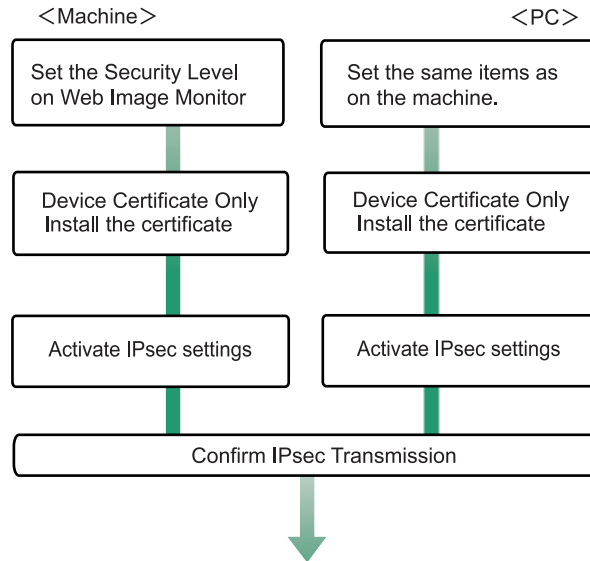 <Machine>
<PC>
Set the Security Level
on Web Image Monitor
Set the same items as
on the machine.
Device Certificate Only
Install the certificate
Device Certificate Only
Install the certificate
Activate IPsec settings
Activate IPsec settings
Confirm IPsec Transmission